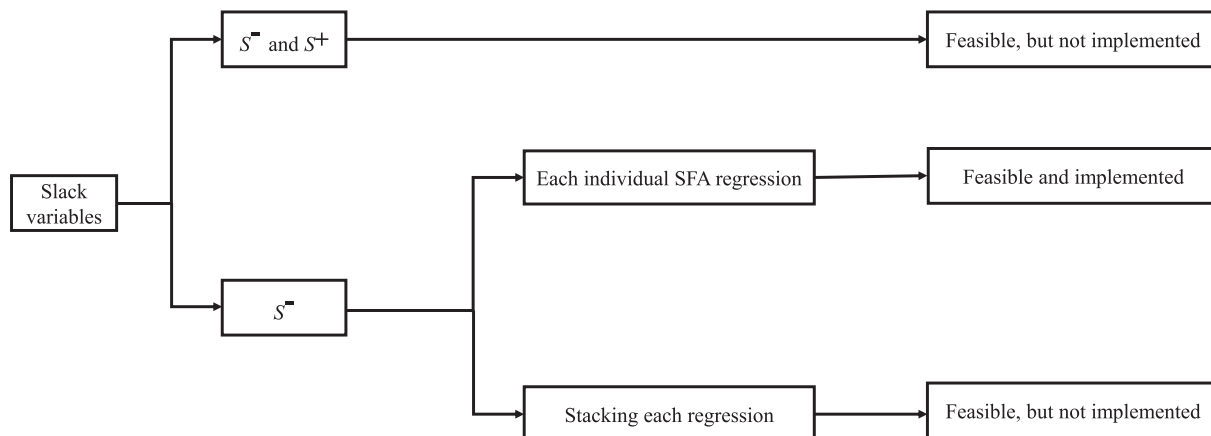 S⁻ and S⁺
Feasible, but not implemented
Each individual SFA regression
Feasible and implemented
Slack
variables
S⁻
Stacking each regression
Feasible, but not implemented